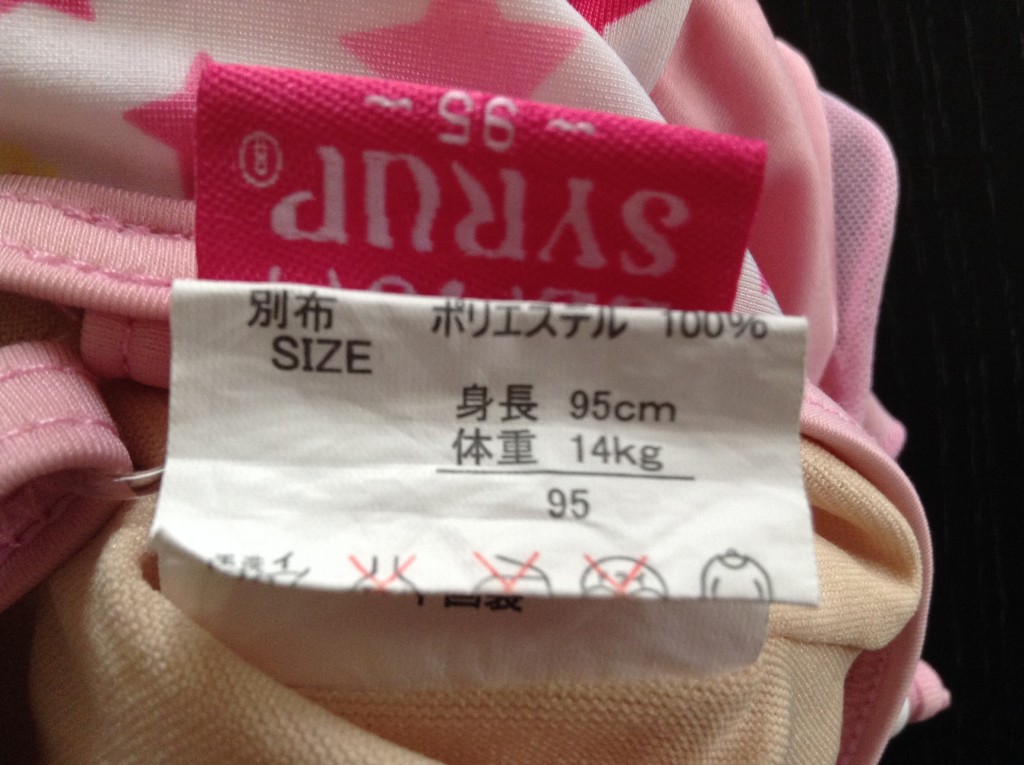 ~ 95 ~
SYRUP
別布 ポリエステル 100%
SIZE
身長 95cm
体重 14kg
95